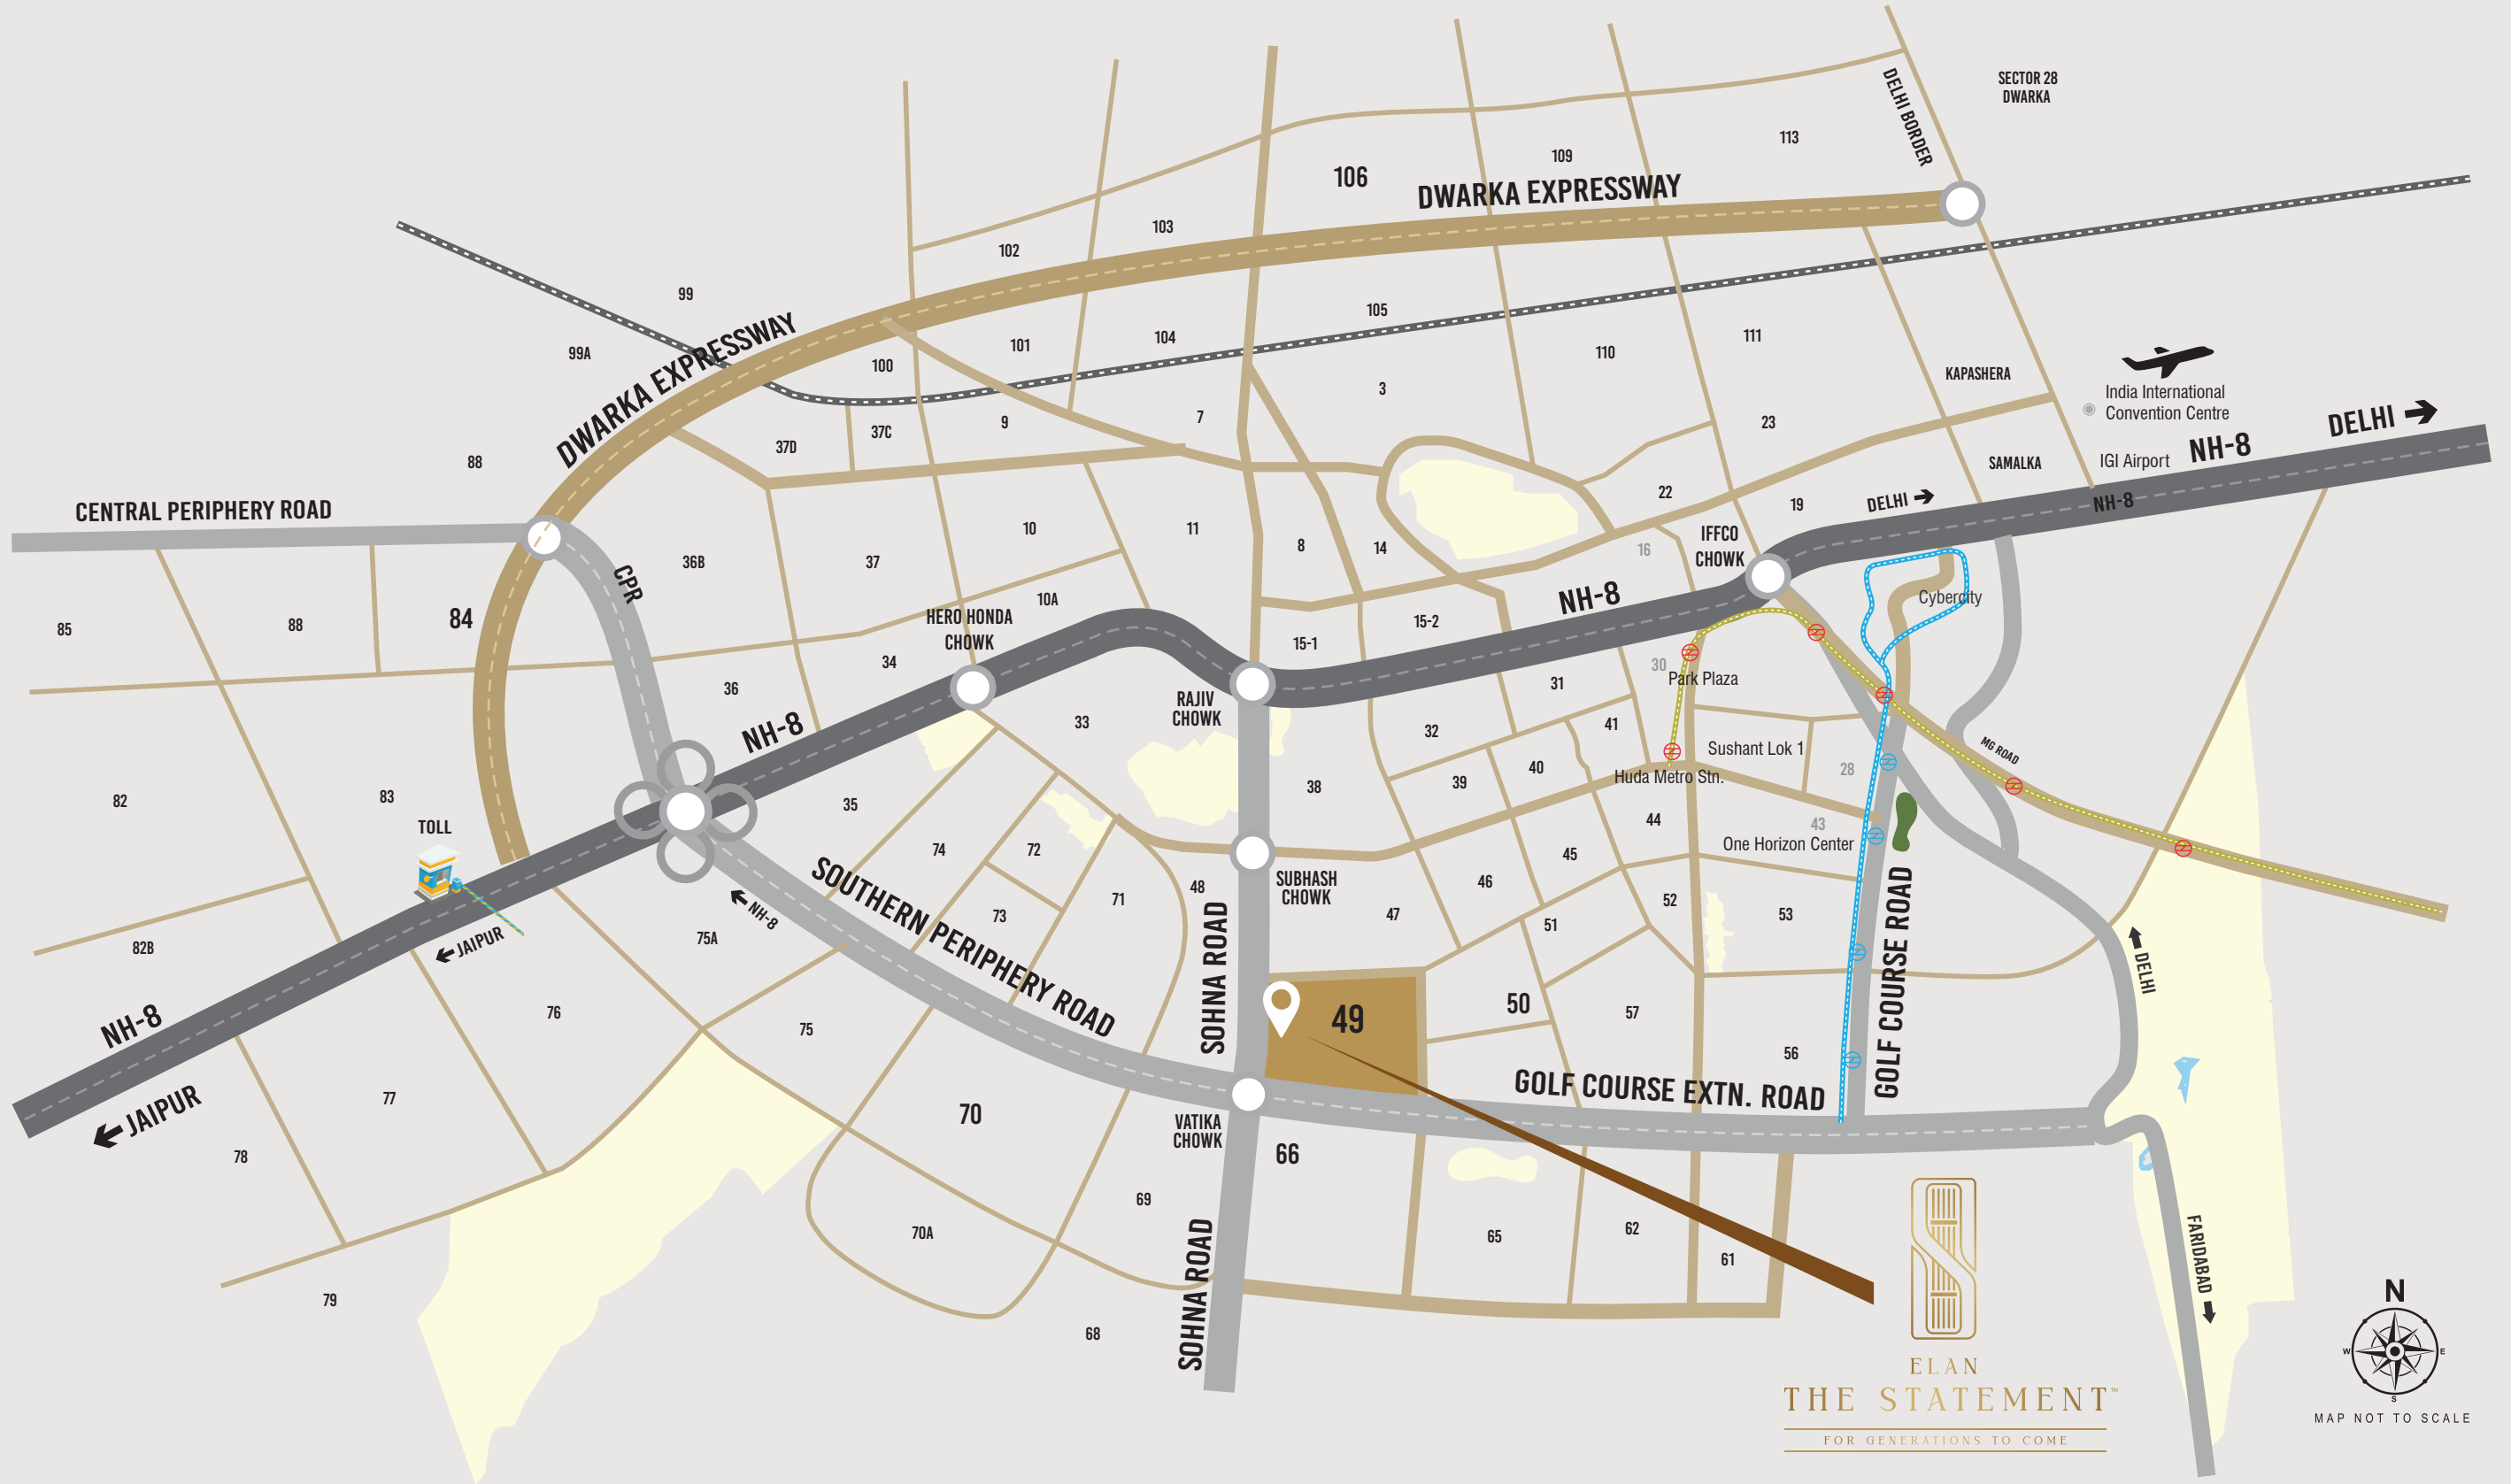 SECTOR 28
DWARKA
DELHI BORDER
113
109
106
DWARKA EXPRESSWAY
103
102
99
105
99A
DWARKA EXPRESSWAY
100
101
104
110
111
3
KAPASHERA
India International
Convention Centre
DELHI
NH-8
IGI Airport
NH-8
SAMALKA
DELHI
23
22
19
7
9
37C
37D
88
CENTRAL PERIPHERY ROAD
CPR
36B
37
10
11
8
14
16
IFFCO
CHOWK
NH-8
10A
HERO HONDA
CHOWK
15-2
15-1
85
88
84
34
36
NH-8
33
RAJIV
CHOWK
31
30
Park Plaza
Cybercity
32
41
Sushant Lok 1
MG ROAD
28
39
40
Huda Metro Stn.
38
82
83
TOLL
35
44
43
One Horizon Center
74
72
45
46
48
SUBHASH
CHOWK
71
73
47
51
52
53
GOLF COURSE ROAD
82B
JAIPUR
75A
NH-8
SOUTHERN PERIPHERY ROAD
SOHNA ROAD
DELHI
NH-8
JAIPUR
76
75
49
50
57
56
77
78
70
GOLF COURSE EXTN. ROAD
VATIKA
CHOWK
66
69
70A
65
62
61
SOHNA ROAD
FARIDABAD
79
68
ELAN
THE STATEMENT™
FOR GENERATIONS TO COME
N
W
E
S
MAP NOT TO SCALE